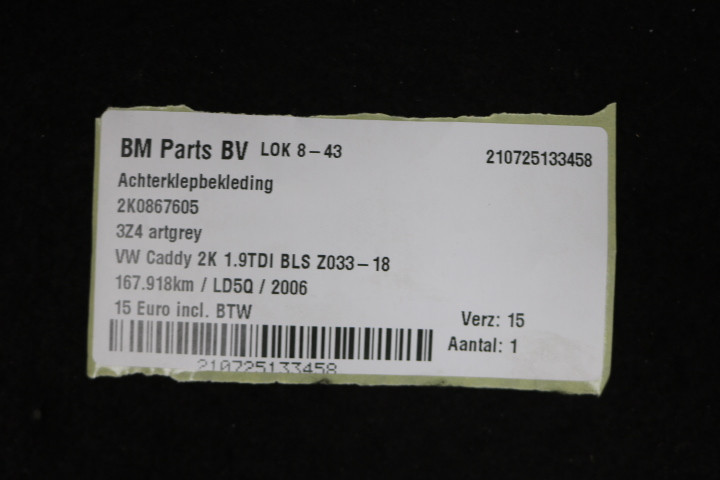 BM Parts BV LOK 8-43 210725133458
Achterklepbekleding
2K0867605
3Z4 artgrey
VW Caddy 2K 1.9TDI BLS Z033-18
167.918km / LD5Q / 2006
15 Euro incl. BTW
Verz: 15
Aantal: 1
210725133458